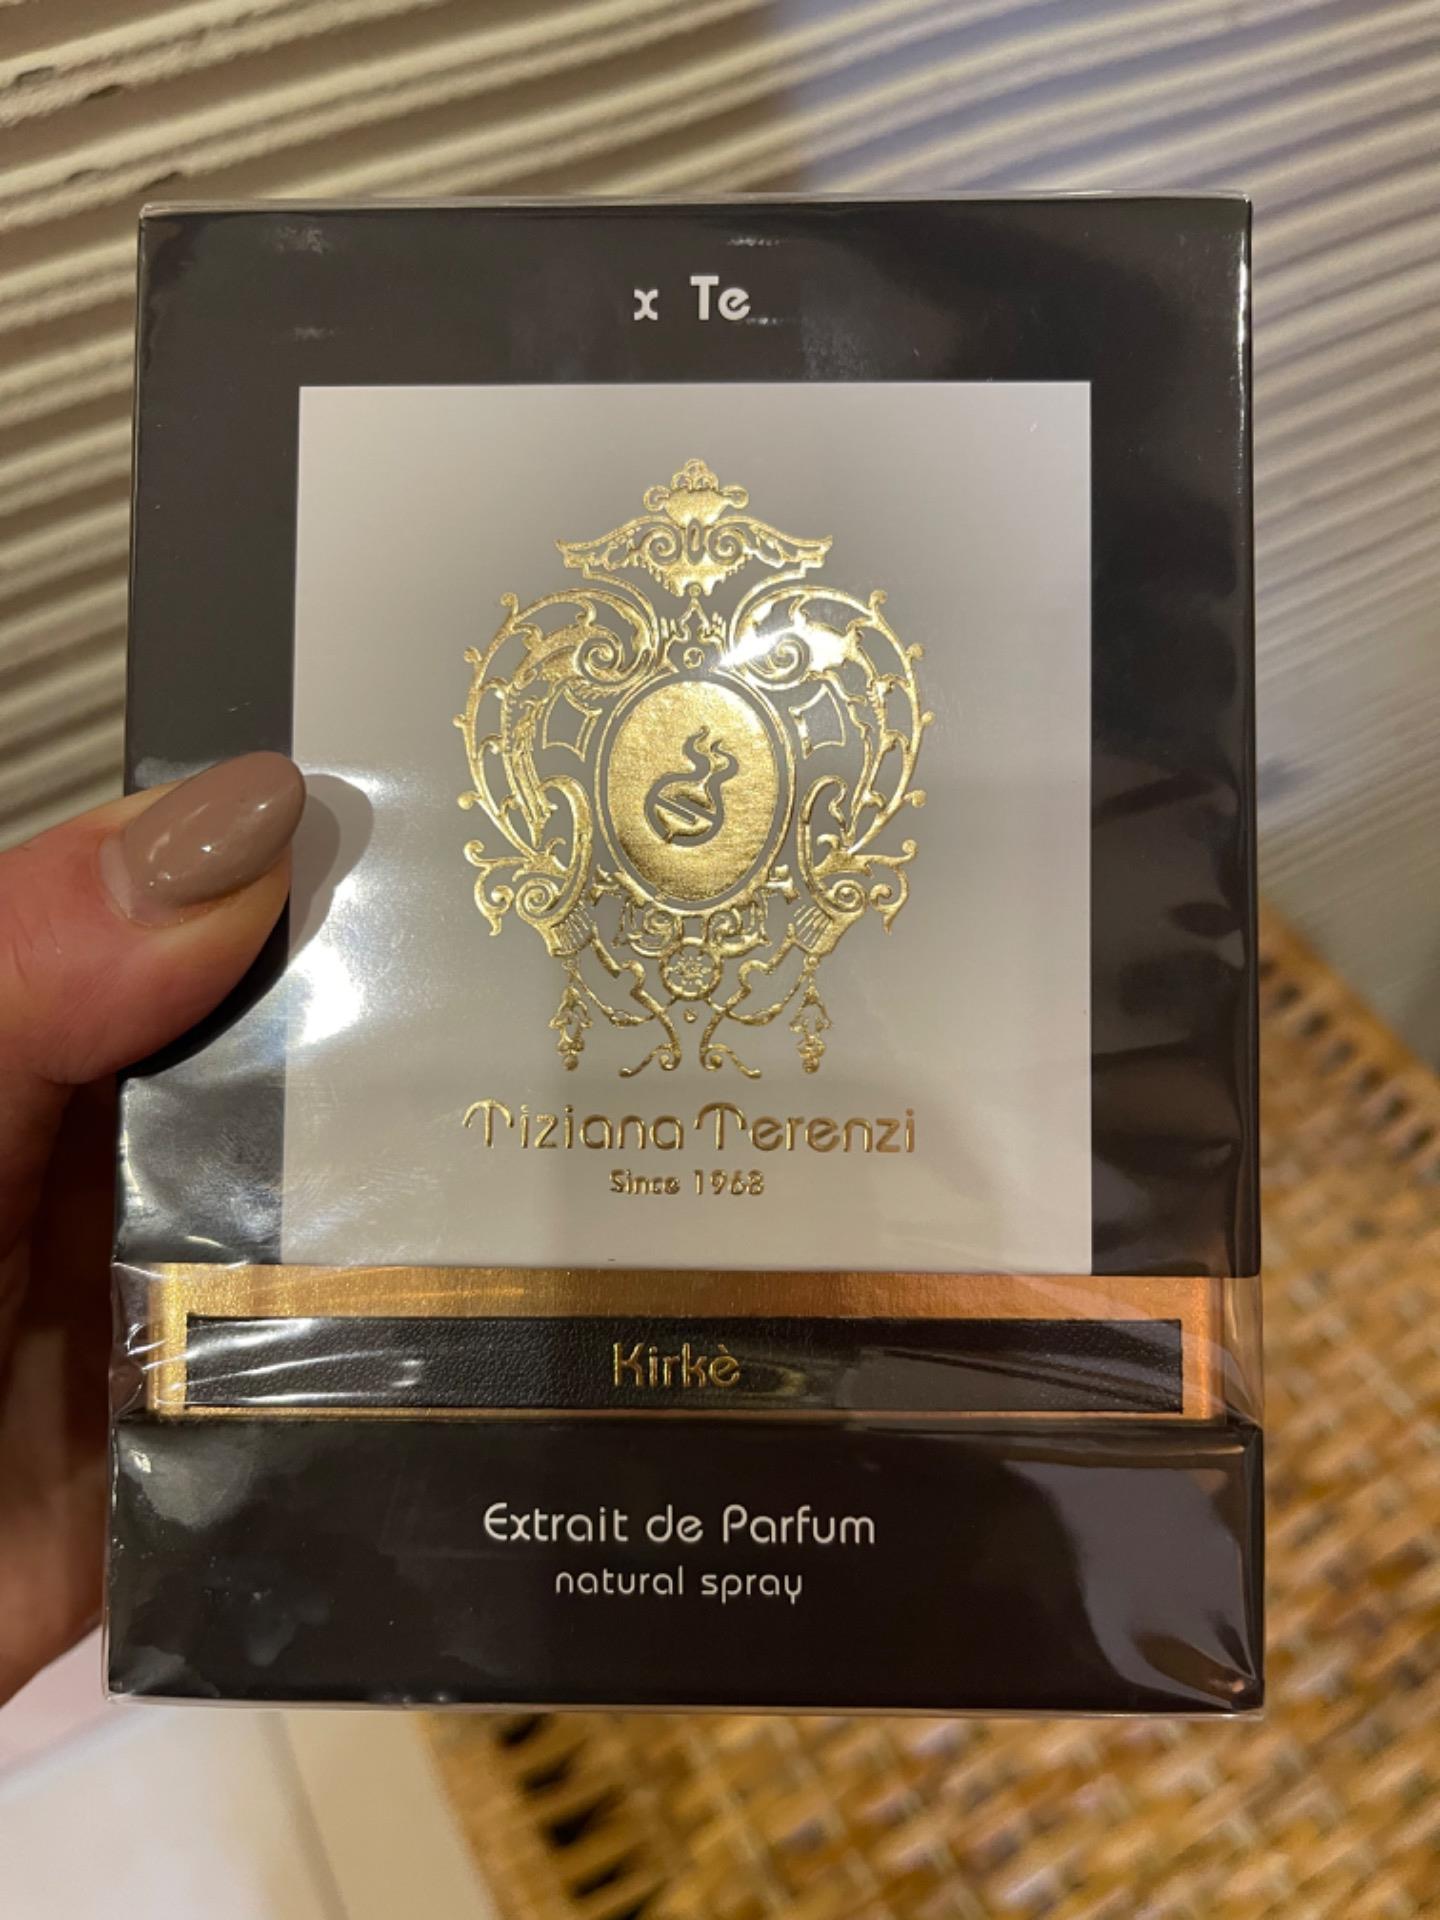 x Te
Tiziana Terenzi
Since 1968
Kirkè
Extrait de Parfum
natural spray